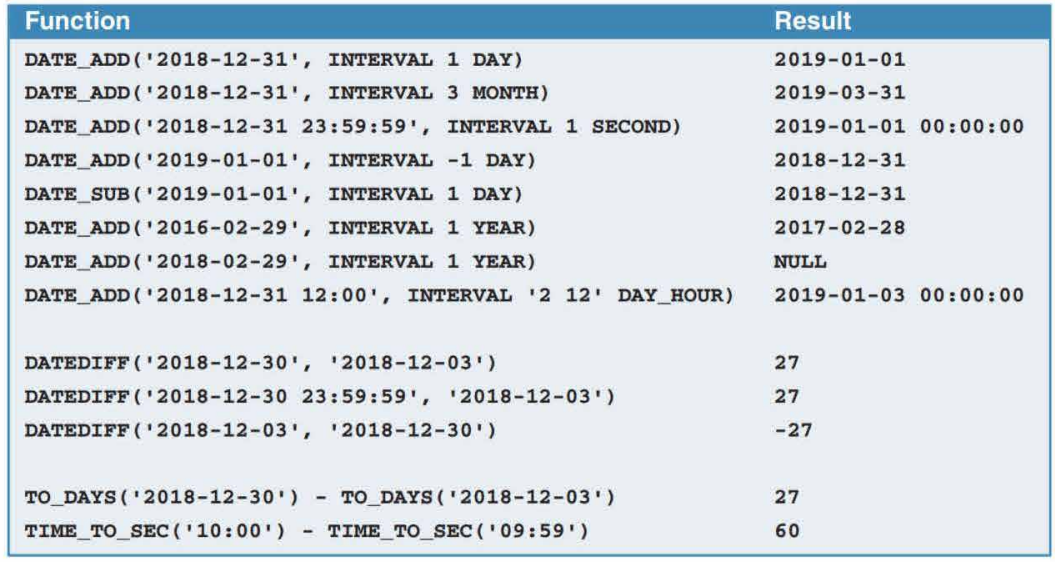 Function Result
DATE_ADD('2018-12-31', INTERVAL 1 DAY) 2019-01-01
DATE_ADD('2018-12-31', INTERVAL 3 MONTH) 2019-03-31
DATE_ADD('2018-12-31 23:59:59', INTERVAL 1 SECOND) 2019-01-01 00:00:00
DATE_ADD('2019-01-01', INTERVAL -1 DAY) 2018-12-31
DATE_SUB('2019-01-01', INTERVAL 1 DAY) 2018-12-31
DATE_ADD('2016-02-29', INTERVAL 1 YEAR) 2017-02-28
DATE_ADD('2018-02-29', INTERVAL 1 YEAR) NULL
DATE_ADD('2018-12-31 12:00', INTERVAL '2 12' DAY_HOUR) 2019-01-03 00:00:00
DATEDIFF('2018-12-30', '2018-12-03') 27
DATEDIFF('2018-12-30 23:59:59', '2018-12-03') 27
DATEDIFF('2018-12-03', '2018-12-30') -27
TO_DAYS('2018-12-30') - TO_DAYS('2018-12-03') 27
TIME_TO_SEC('10:00') - TIME_TO_SEC('09:59') 60